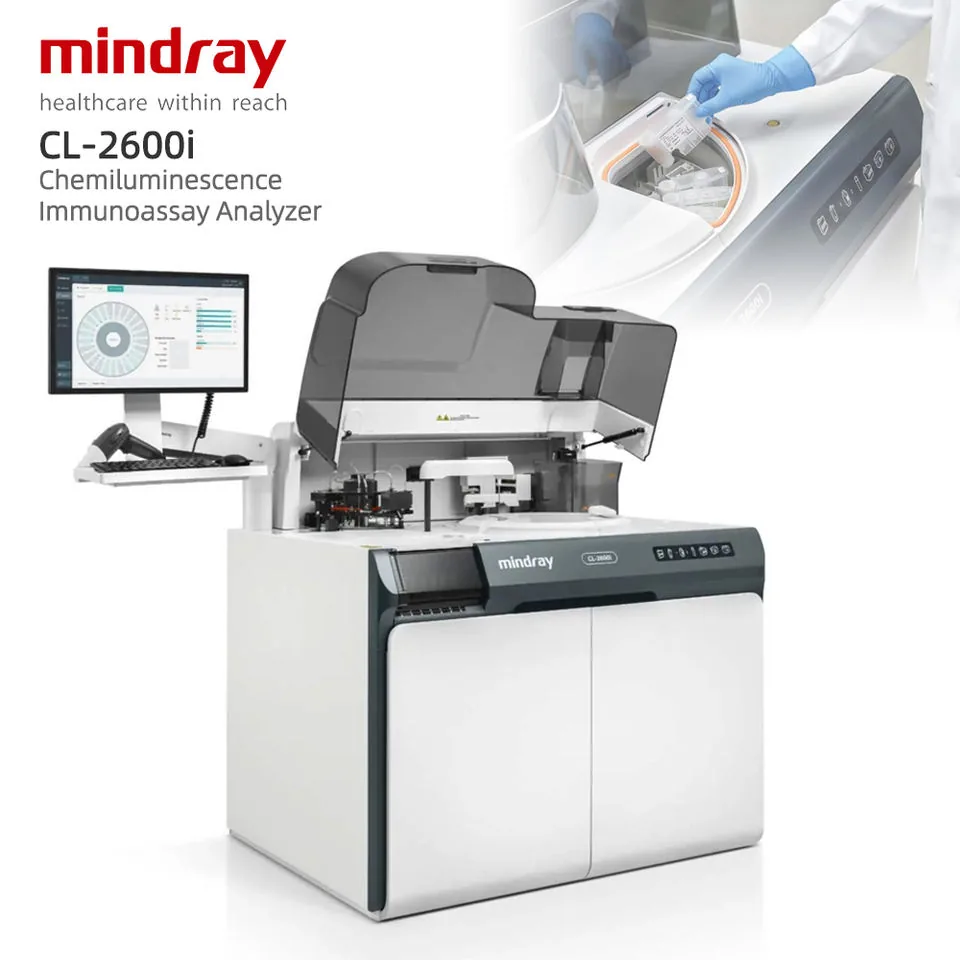 mindray
healthcare within reach
CL-2600i
Chemiluminescence
Immunoassay Analyzer
mindray
CL-2600i